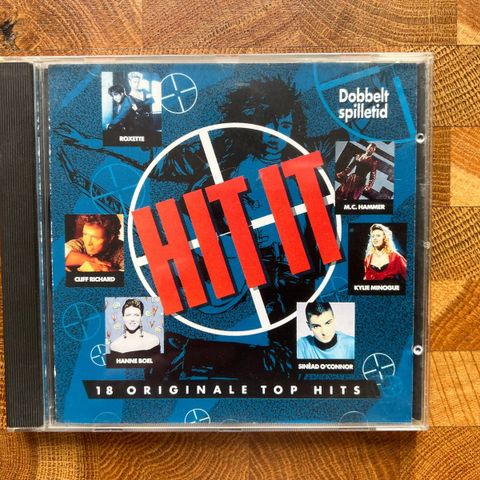 Dobbelt
spilletid
ROXETTE
M.C. HAMMER
HIT IT
CLIFF RICHARD
KYLIE MINOGUE
HANNE BOEL
SINÉAD O'CONNOR
18 ORIGINALE TOP HITS